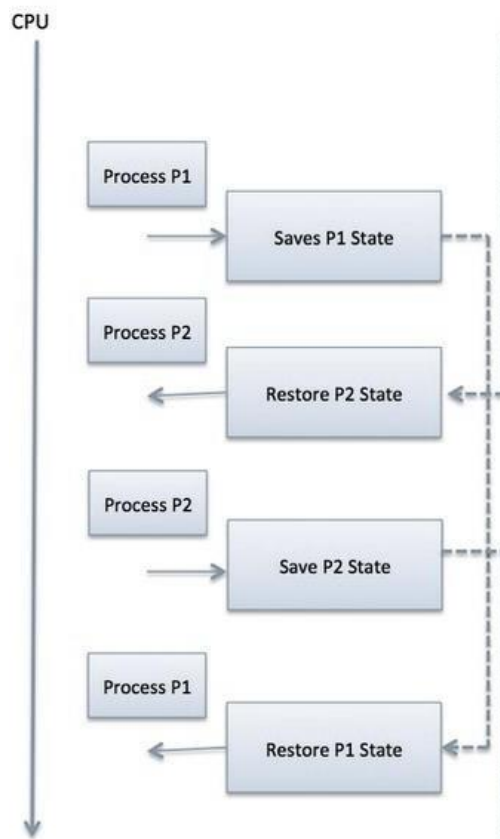 CPU
Process P1
Saves P1 State
Process P2
Restore P2 State
Process P2
Save P2 State
Process P1
Restore P1 State